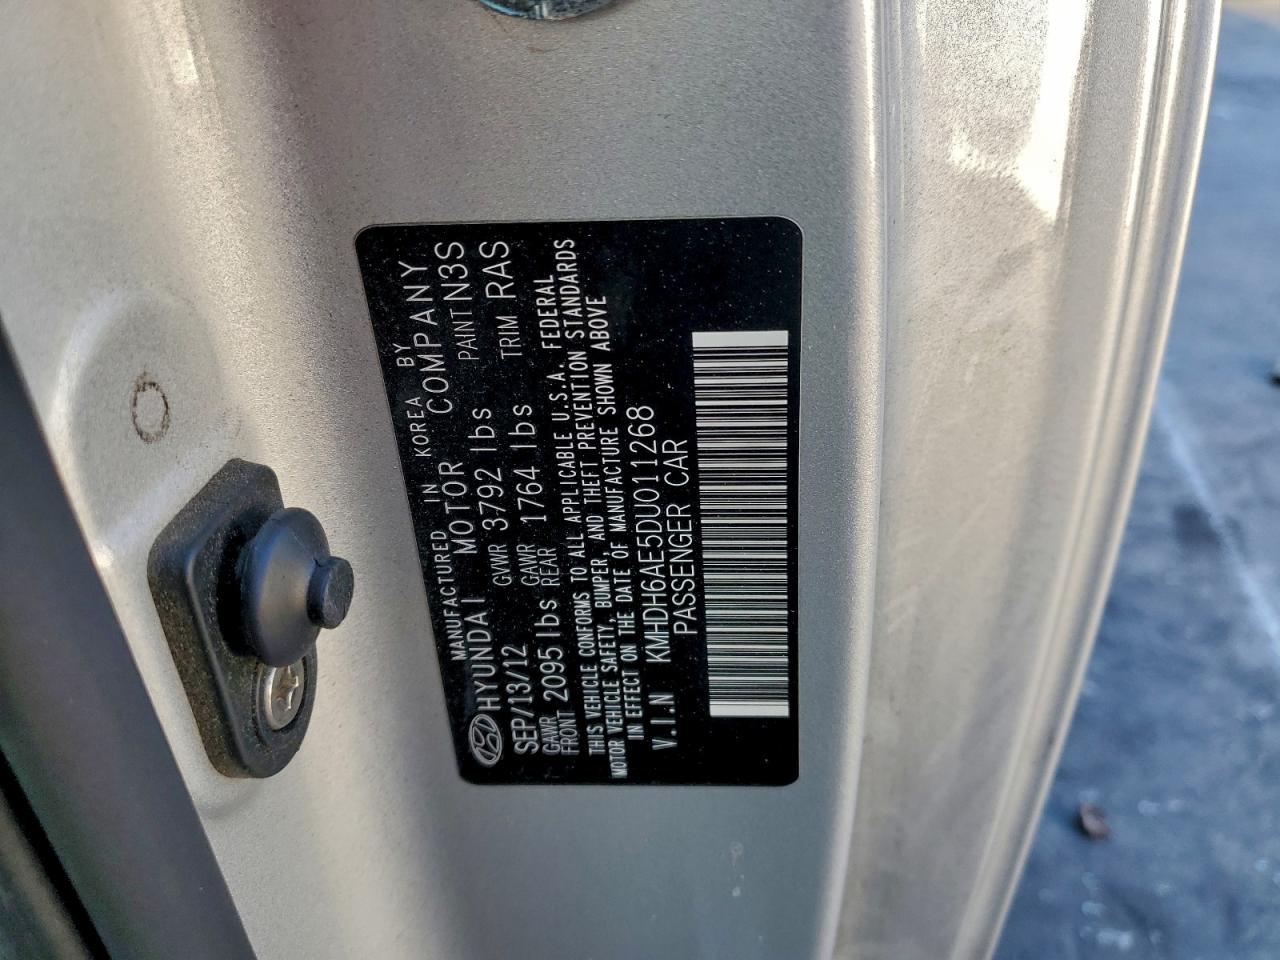 MANUFACTURED IN KOREA BY
HYUNDAI MOTOR COMPANY
SEP/13/12 GVWR 3792 lbs PAINT N3S
GAWR FRONT 2095 lbs GAWR REAR 1764 lbs TRIM RAS
THIS VEHICLE CONFORMS TO ALL APPLICABLE U.S.A. FEDERAL
MOTOR VEHICLE SAFETY, BUMPER, AND THEFT PREVENTION STANDARDS
IN EFFECT ON THE DATE OF MANUFACTURE SHOWN ABOVE
V.I.N KMHDH6AE5DU011268
PASSENGER CAR